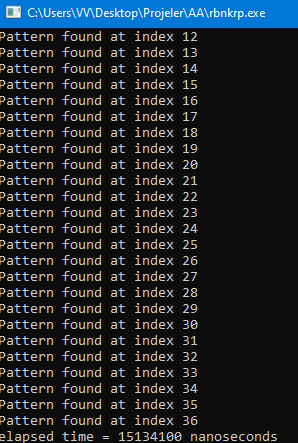 C:\Users\VV\Desktop\Projeler\AA\rbnkrp.exe
Pattern found at index 12
Pattern found at index 13
Pattern found at index 14
Pattern found at index 15
Pattern found at index 16
Pattern found at index 17
Pattern found at index 18
Pattern found at index 19
Pattern found at index 20
Pattern found at index 21
Pattern found at index 22
Pattern found at index 23
Pattern found at index 24
Pattern found at index 25
Pattern found at index 26
Pattern found at index 27
Pattern found at index 28
Pattern found at index 29
Pattern found at index 30
Pattern found at index 31
Pattern found at index 32
Pattern found at index 33
Pattern found at index 34
Pattern found at index 35
Pattern found at index 36
elapsed time = 15134100 nanoseconds